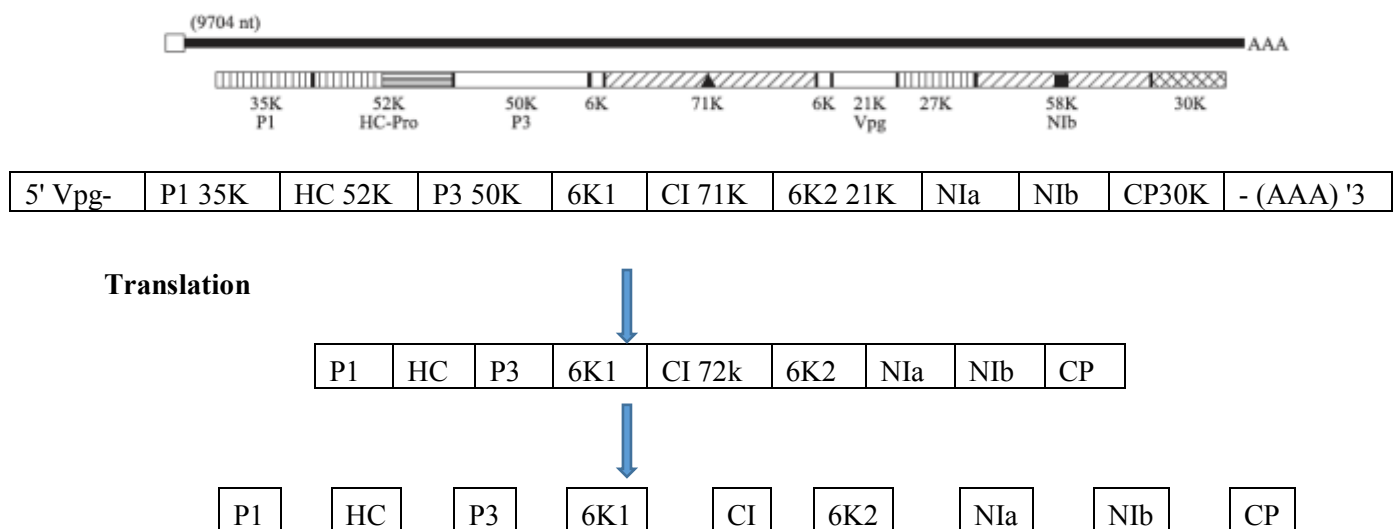 (9704 nt)
AAA
35K 52K 50K 6K 71K 6K 21K 27K 58K 30K
P1 HC-Pro P3 Vpg NIb
5' Vpg- P1 35K HC 52K P3 50K 6K1 CI 71K 6K2 21K NIa NIb CP30K - (AAA) '3
Translation
P1 HC P3 6K1 CI 72k 6K2 NIa NIb CP
P1 HC P3 6K1 CI 6K2 NIa NIb CP